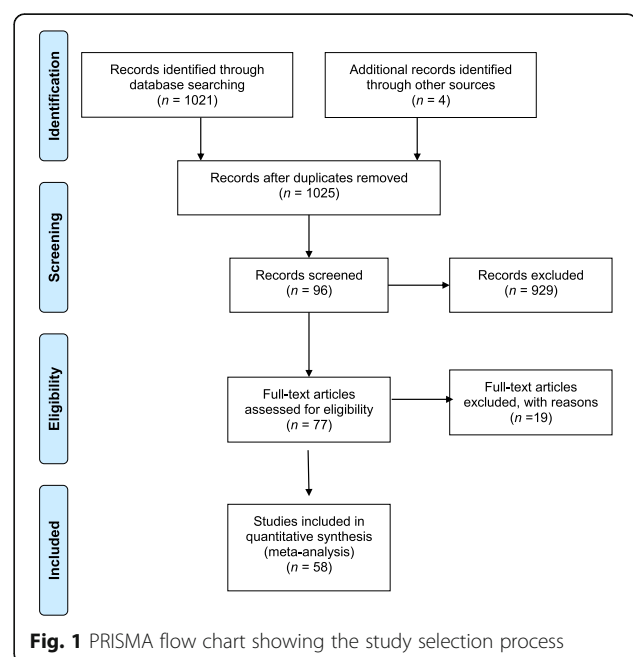 Identification
Records identified through
database searching
(n = 1021)
Additional records identified
through other sources
(n = 4)
Records after duplicates removed
(n = 1025)
Screening
Records screened
(n = 96)
Records excluded
(n = 929)
Eligibility
Full-text articles
assessed for eligibility
(n = 77)
Full-text articles
excluded, with reasons
(n =19)
Included
Studies included in
quantitative synthesis
(meta-analysis)
(n = 58)
Fig. 1 PRISMA flow chart showing the study selection process